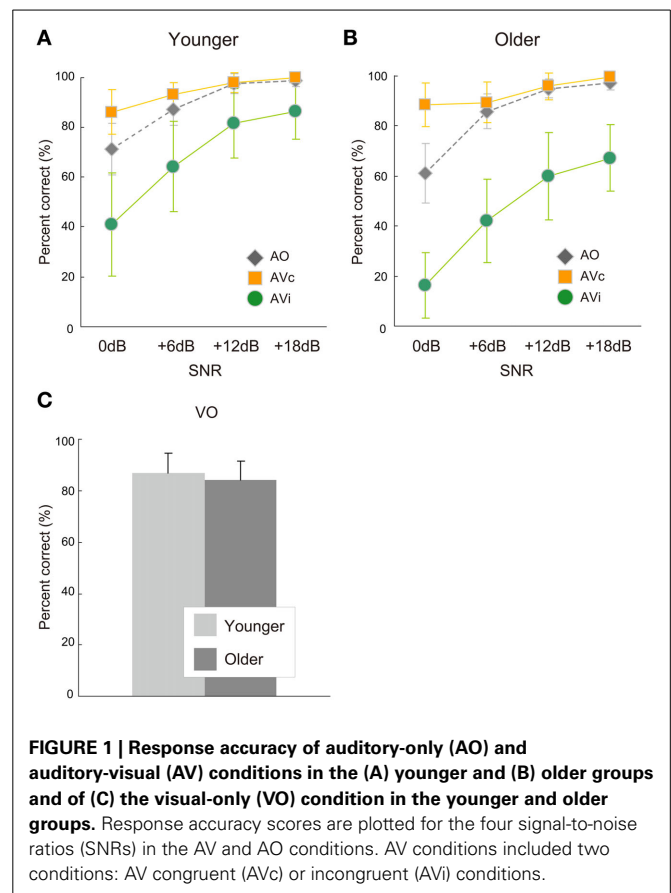 A
Younger
B
Older
Percent correct (%)
100
80
60
40
20
0
AO
AVc
AVi
0dB +6dB +12dB +18dB
SNR
Percent correct (%)
100
80
60
40
20
0
AO
AVc
AVi
0dB +6dB +12dB +18dB
SNR
C
VO
Percent correct (%)
100
80
60
40
20
0
Younger
Older
FIGURE 1 | Response accuracy of auditory-only (AO) and
auditory-visual (AV) conditions in the (A) younger and (B) older groups
and of (C) the visual-only (VO) condition in the younger and older
groups. Response accuracy scores are plotted for the four signal-to-noise
ratios (SNRs) in the AV and AO conditions. AV conditions included two
conditions: AV congruent (AVc) or incongruent (AVi) conditions.